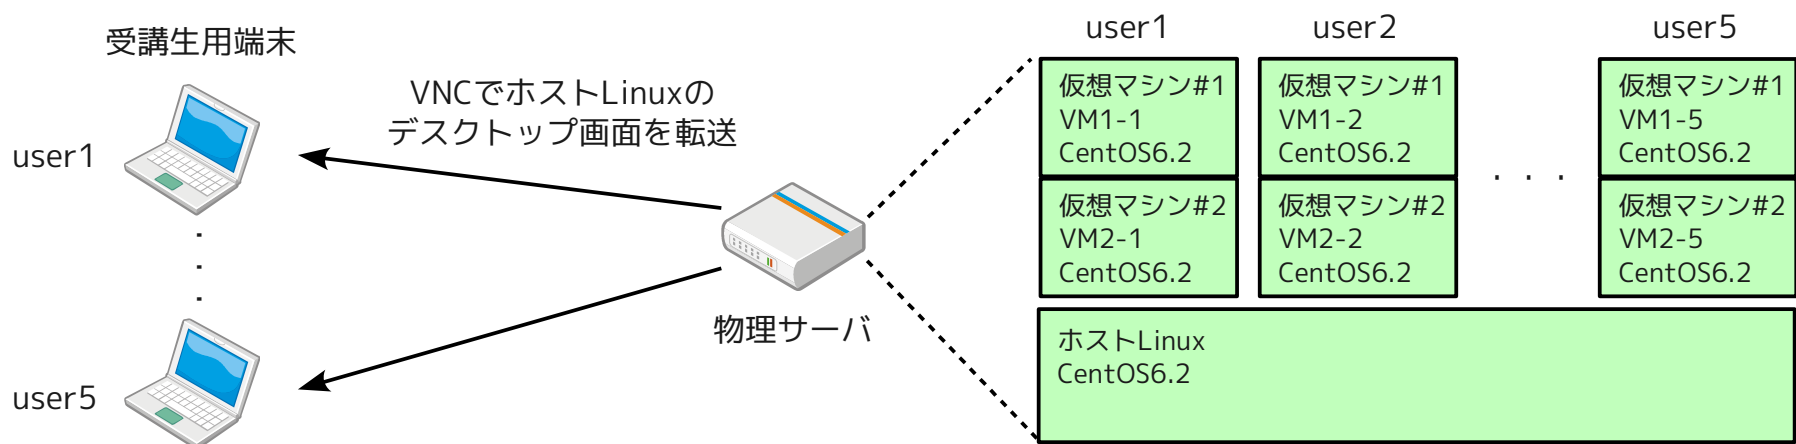 受講生用端末
user1
user5
VNCでホストLinuxの
デスクトップ画面を転送
物理サーバ
user1
user2
user5
仮想マシン#1
VM1-1
CentOS6.2
仮想マシン#1
VM1-2
CentOS6.2
. . .
仮想マシン#1
VM1-5
CentOS6.2
仮想マシン#2
VM2-1
CentOS6.2
仮想マシン#2
VM2-2
CentOS6.2
仮想マシン#2
VM2-5
CentOS6.2
ホストLinux
CentOS6.2